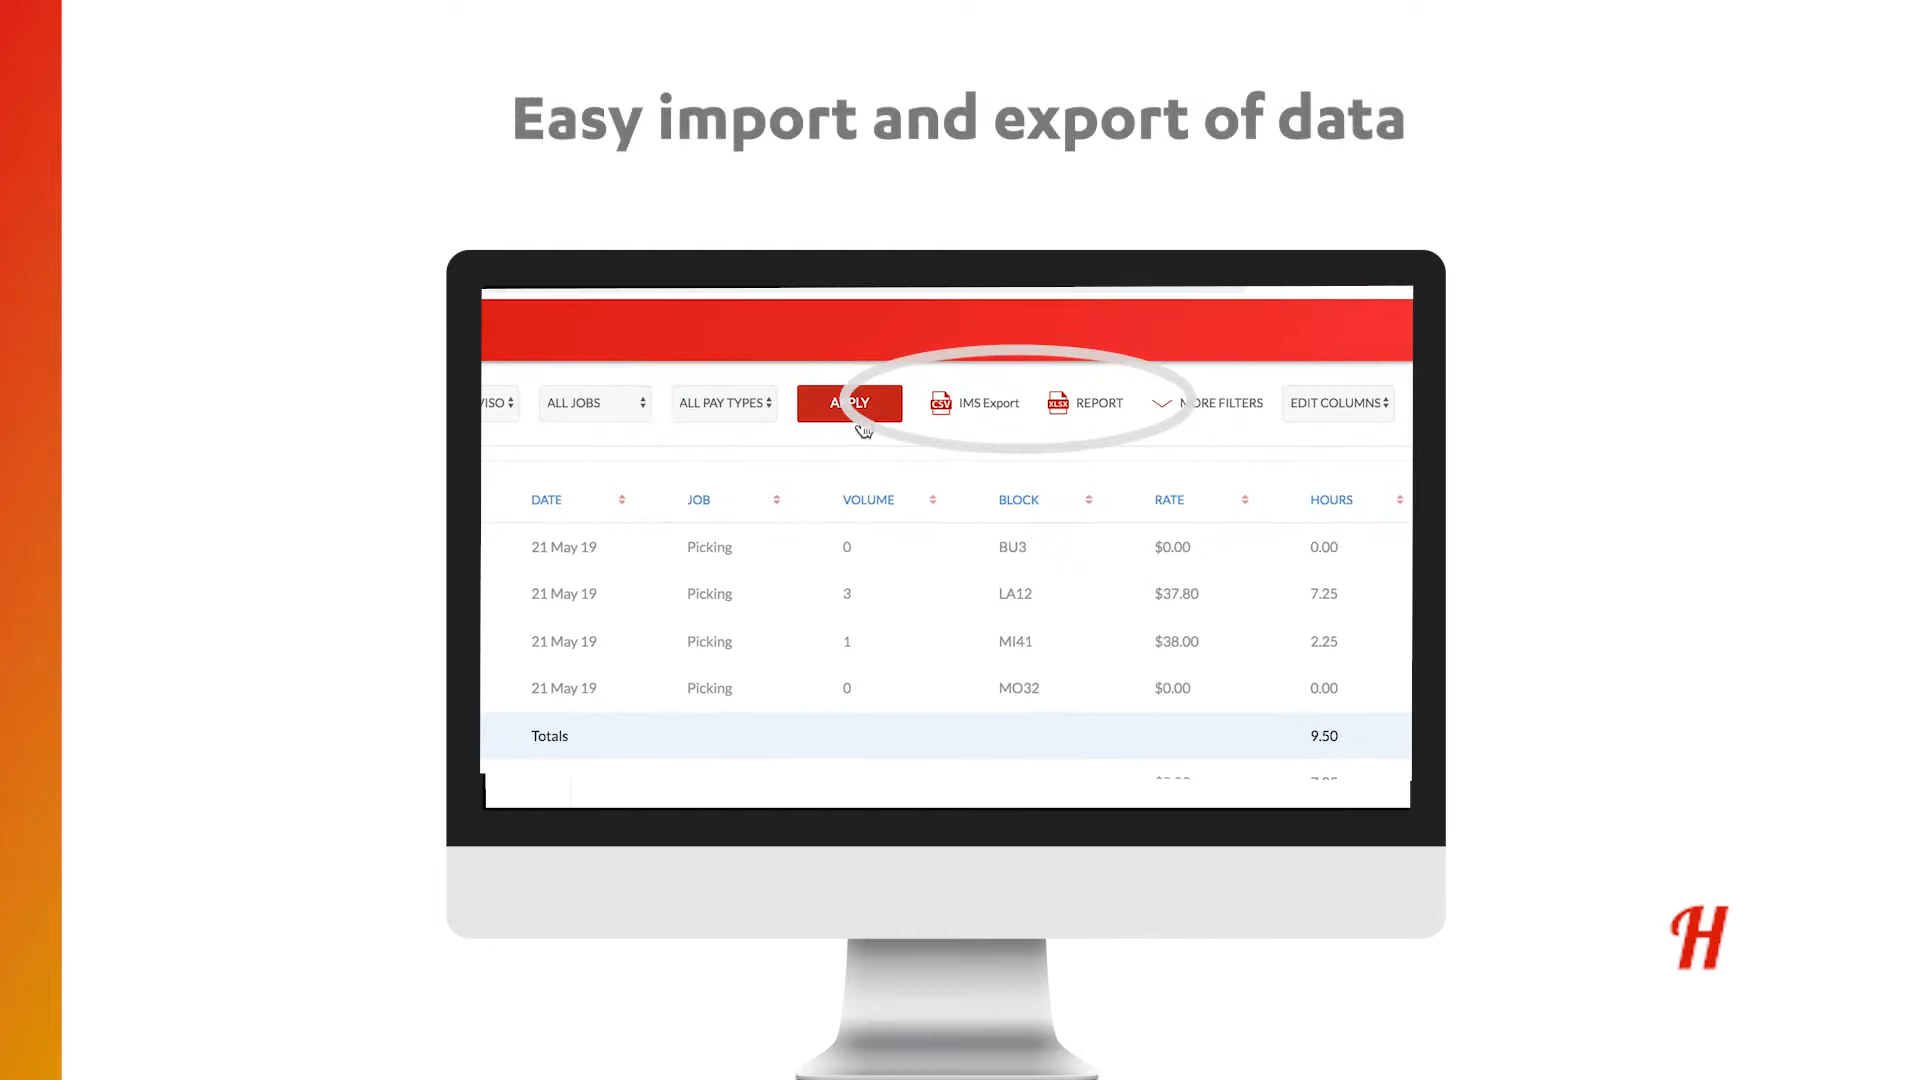 Easy import and export of data
VISO ALL JOBS ALL PAY TYPES APPLY CSV IMS Export XLSX REPORT MORE FILTERS EDIT COLUMNS
DATE JOB VOLUME BLOCK RATE HOURS
21 May 19 Picking 0 BU3 $0.00 0.00
21 May 19 Picking 3 LA12 $37.80 7.25
21 May 19 Picking 1 MI41 $38.00 2.25
21 May 19 Picking 0 MO32 $0.00 0.00
Totals 9.50
H